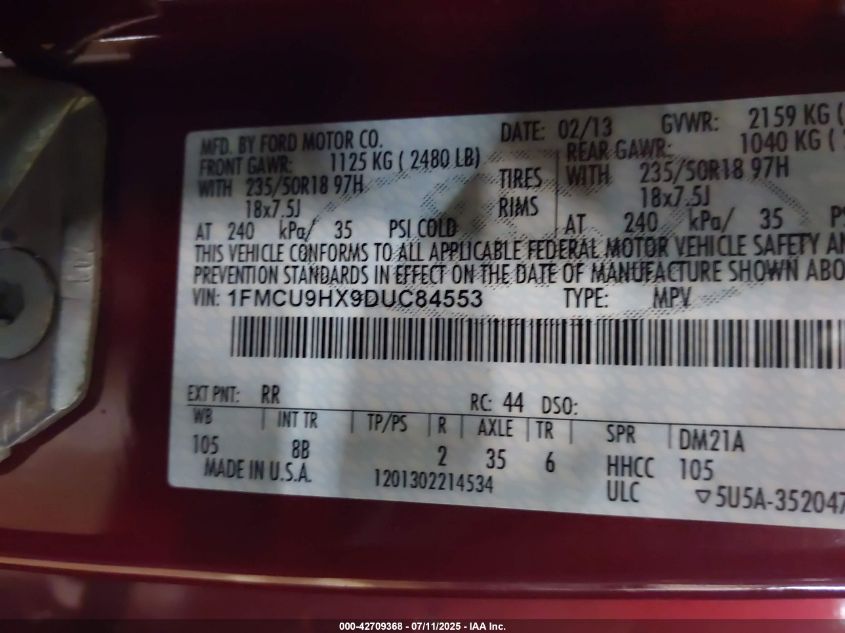 MFD. BY FORD MOTOR CO. DATE: 02/13 GVWR: 2159 KG (
FRONT GAWR: 1125 KG ( 2480 LB) REAR GAWR: 1040 KG (
WITH 235/50R18 97H TIRES WITH 235/50R18 97H
18x7.5J RIMS 18x7.5J
AT 240 kPa/ 35 PSI COLD AT 240 kPa/ 35
THIS VEHICLE CONFORMS TO ALL APPLICABLE FEDERAL MOTOR VEHICLE SAFETY
PREVENTION STANDARDS IN EFFECT ON THE DATE OF MANUFACTURE SHOWN
VIN: 1FMCU9HX9DUC84553 TYPE: MPV
EXT PNT: RR RC: 44 DSO:
WB INT TR TP/PS R AXLE TR SPR DM21A
105 8B 2 35 6 HHCC 105
MADE IN U.S.A. 1201302214534 ULC ▽5U5A-352047
000-42709368 - 07/11/2025 - IAA Inc.